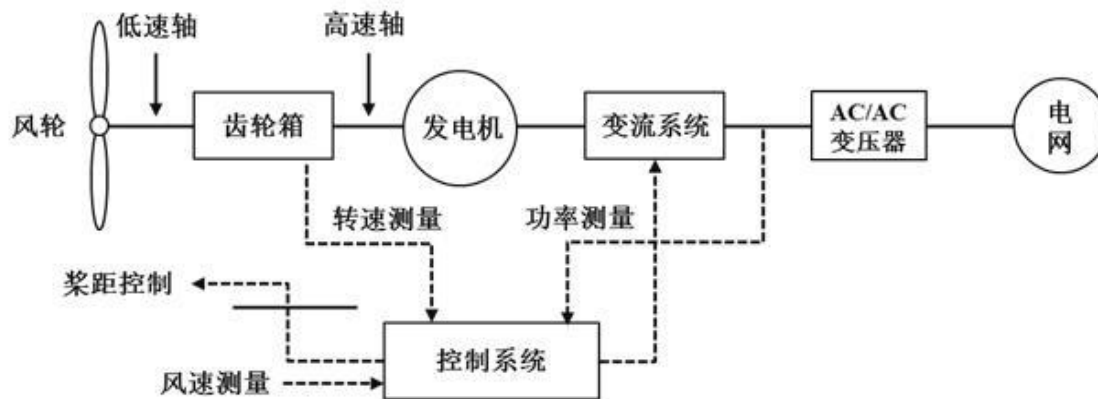 低速轴
高速轴
风轮
齿轮箱
发电机
变流系统
AC/AC
变压器
电
网
转速测量
功率测量
桨距控制
控制系统
风速测量